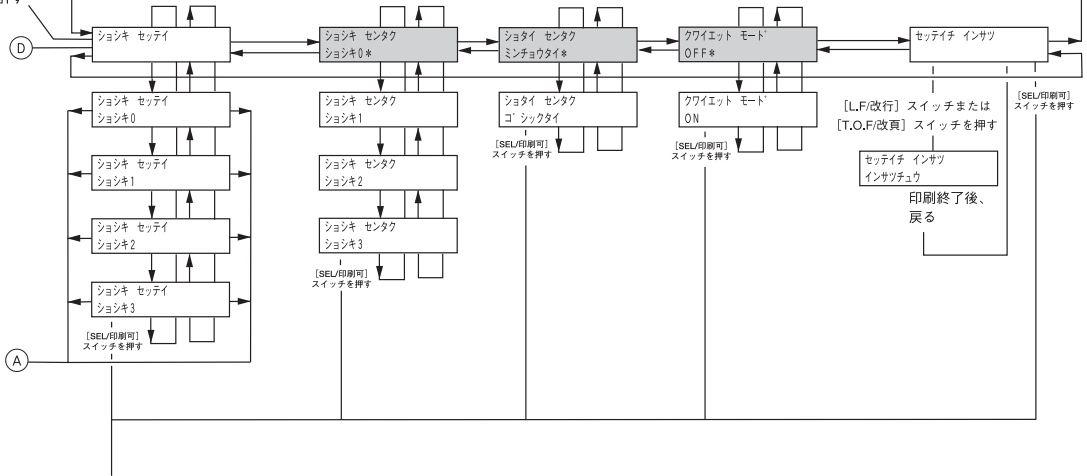 押す
D
ショシキ セッテイ
ショシキ センタク
ショシキ0*
ショタイ センタク
ミンチョウタイ*
クワイエット モード
OFF*
セッテイチ インサツ
ショシキ セッテイ
ショシキ0
ショシキ センタク
ショシキ1
ショタイ センタク
ゴシックタイ
クワイエット モード
ON
[L.F/改行] スイッチまたは
[T.O.F/改頁] スイッチを押す
[SEL/印刷可]
スイッチを押す
[SEL/印刷可]
スイッチを押す
[SEL/印刷可]
スイッチを押す
ショシキ セッテイ
ショシキ1
ショシキ センタク
ショシキ2
セッテイチ インサツ
インサツチュウ
印刷終了後、
戻る
ショシキ セッテイ
ショシキ2
ショシキ センタク
ショシキ3
[SEL/印刷可]
スイッチを押す
ショシキ セッテイ
ショシキ3
[SEL/印刷可]
スイッチを押す
A